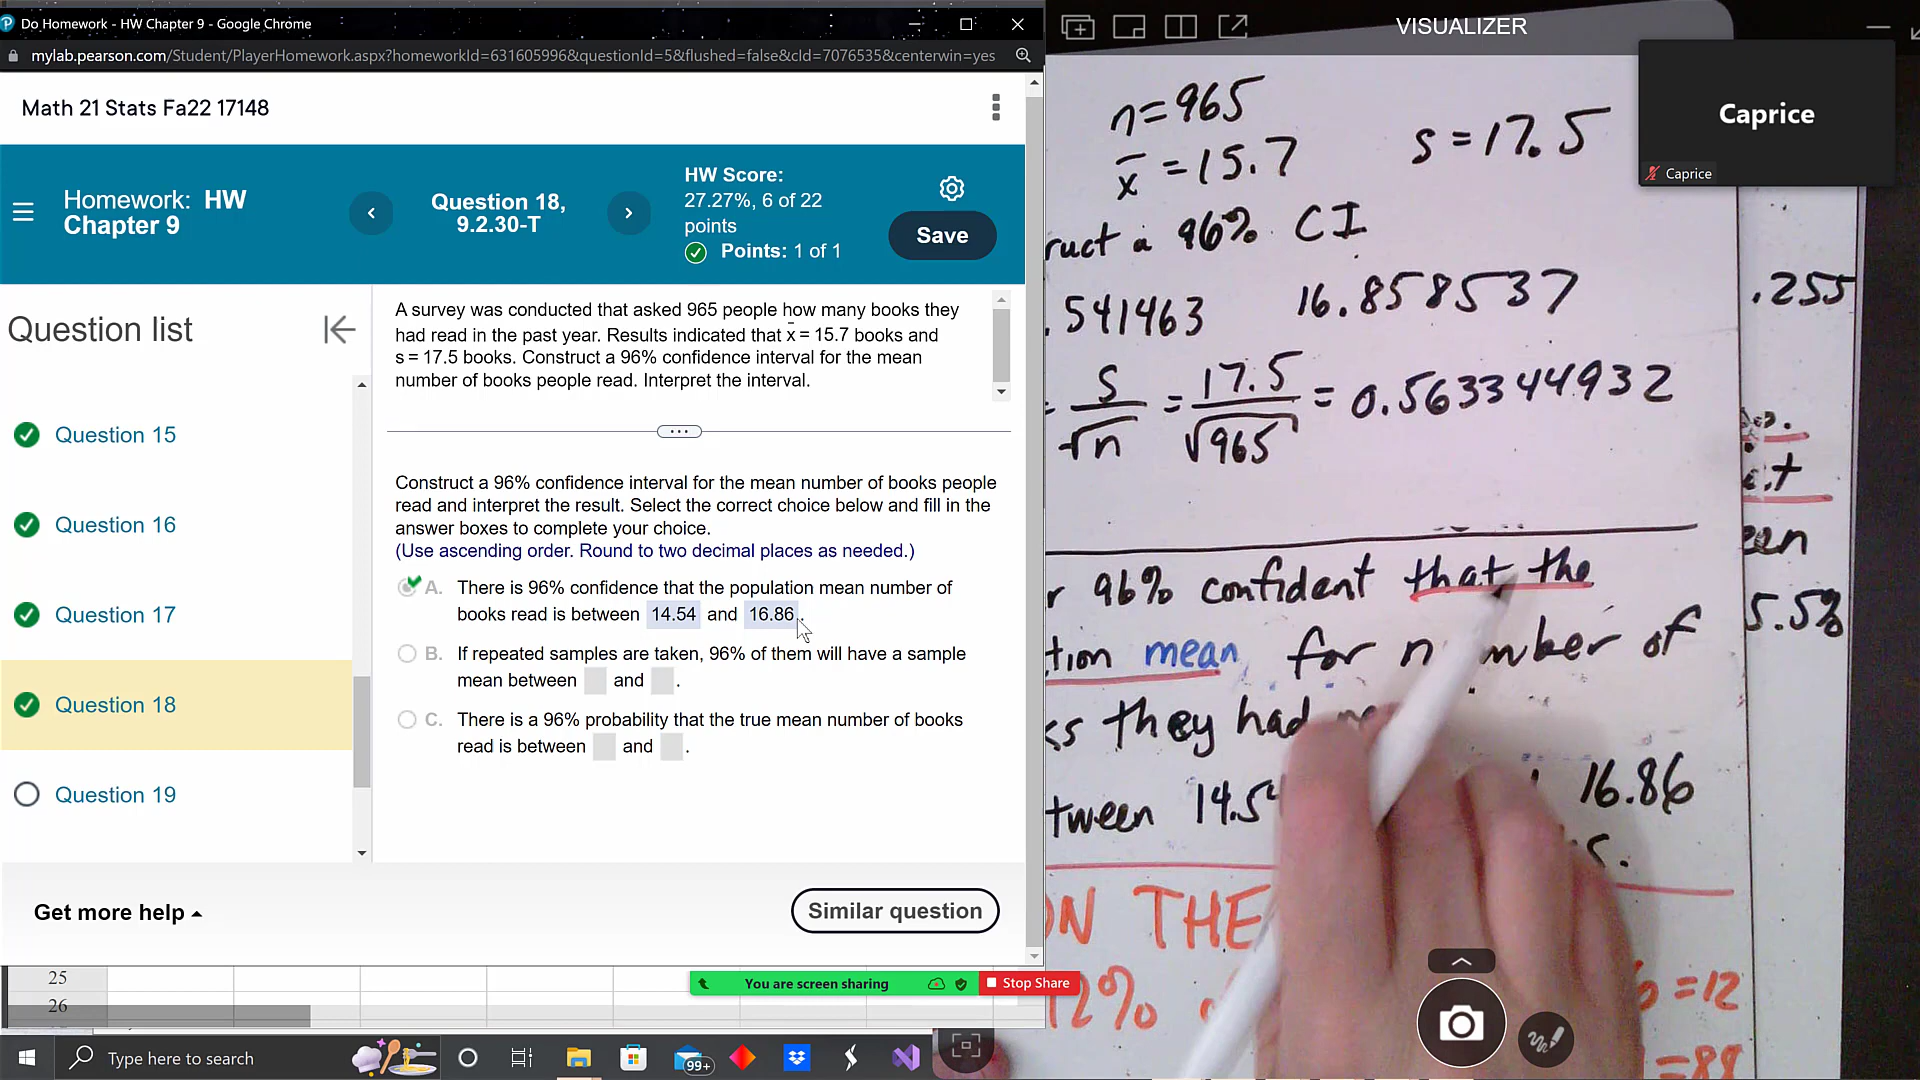 Do Homework - HW Chapter 9 - Google Chrome
mylab.pearson.com/Student/PlayerHomework.aspx?homeworkId=631605996&questionId=5&flushed=false&cId=7076535&centerwin=yes
Math 21 Stats Fa22 17148
Homework: HW
Chapter 9
Question 18,
9.2.30-T
HW Score:
27.27%, 6 of 22
points
Points: 1 of 1
Save
Question list
Question 15
Question 16
Question 17
Question 18
Question 19
A survey was conducted that asked 965 people how many books they
had read in the past year. Results indicated that x̄ = 15.7 books and
s = 17.5 books. Construct a 96% confidence interval for the mean
number of books people read. Interpret the interval.
Construct a 96% confidence interval for the mean number of books people
read and interpret the result. Select the correct choice below and fill in the
answer boxes to complete your choice.
(Use ascending order. Round to two decimal places as needed.)
A. There is 96% confidence that the population mean number of
books read is between 14.54 and 16.86.
B. If repeated samples are taken, 96% of them will have a sample
mean between and .
C. There is a 96% probability that the true mean number of books
read is between and .
Get more help
Similar question
25
26
You are screen sharing
Stop Share
Type here to search
99+
VISUALIZER
Caprice
Caprice
n=965
x̄ =15.7
s =17.5
ruct a 96% CI
.541463 16.858537
= s/√n = 17.5/√965 = 0.563344932
r 96% confident that the
tion mean for number of
ks they had
tween 14.54 16.86
s.
ON THE
12%
6 =12
=88
.255
een
5.5%